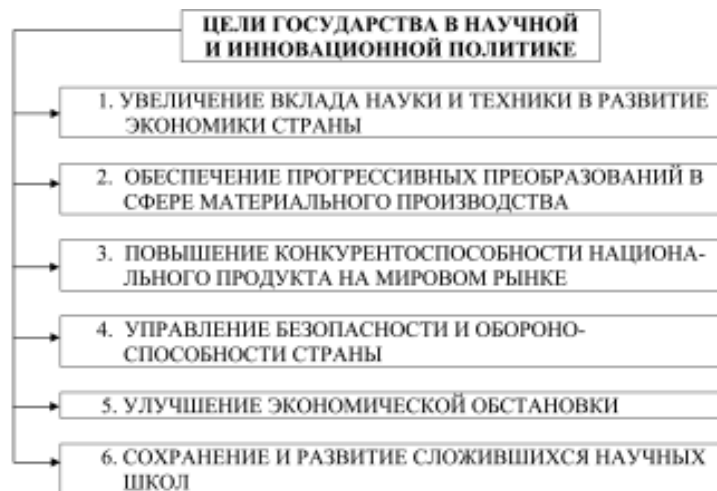 ЦЕЛИ ГОСУДАРСТВА В НАУЧНОЙ
И ИННОВАЦИОННОЙ ПОЛИТИКЕ
1. УВЕЛИЧЕНИЕ ВКЛАДА НАУКИ И ТЕХНИКИ В РАЗВИТИЕ
ЭКОНОМИКИ СТРАНЫ
2. ОБЕСПЕЧЕНИЕ ПРОГРЕССИВНЫХ ПРЕОБРАЗОВАНИЙ В
СФЕРЕ МАТЕРИАЛЬНОГО ПРОИЗВОДСТВА
3. ПОВЫШЕНИЕ КОНКУРЕНТОСПОСОБНОСТИ НАЦИОНА-
ЛЬНОГО ПРОДУКТА НА МИРОВОМ РЫНКЕ
4. УПРАВЛЕНИЕ БЕЗОПАСНОСТИ И ОБОРОНО-
СПОСОБНОСТИ СТРАНЫ
5. УЛУЧШЕНИЕ ЭКОНОМИЧЕСКОЙ ОБСТАНОВКИ
6. СОХРАНЕНИЕ И РАЗВИТИЕ СЛОЖИВШИХСЯ НАУЧНЫХ
ШКОЛ